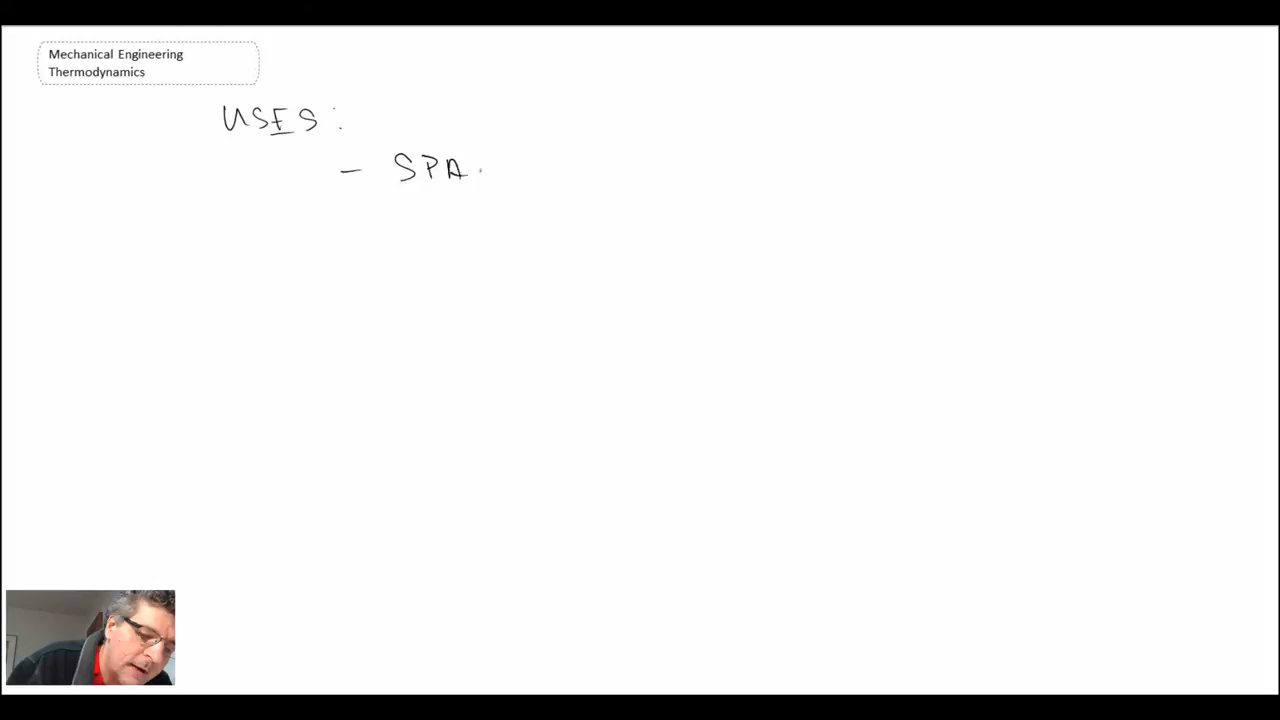 Mechanical Engineering
Thermodynamics
USES :
- SPA